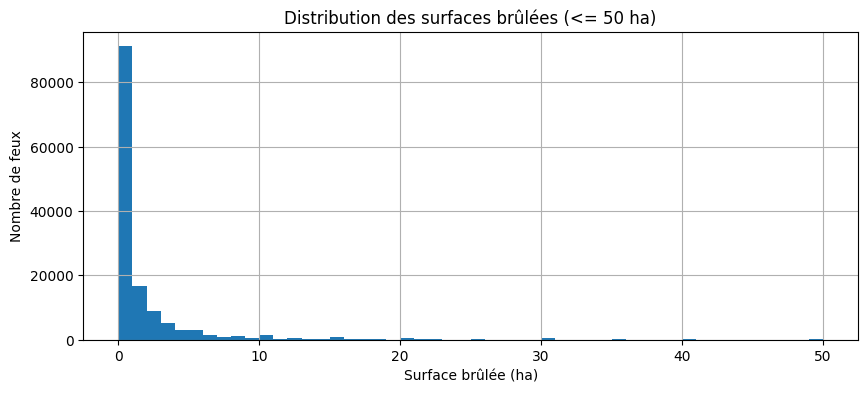 Distribution des surfaces brûlées (<= 50 ha)
Nombre de feux
80000
60000
40000
20000
0
0 10 20 30 40 50
Surface brûlée (ha)